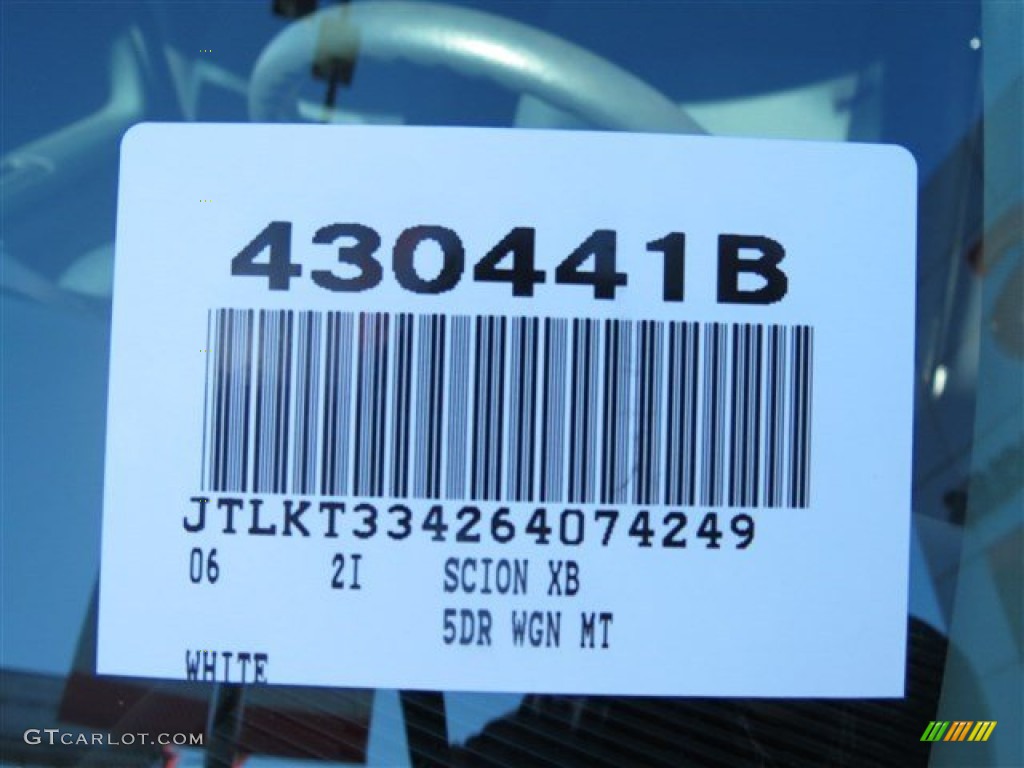 430441B
JTLKT334264074249
06 2I SCION XB
5DR WGN MT
WHITE
GTCARLOT.COM